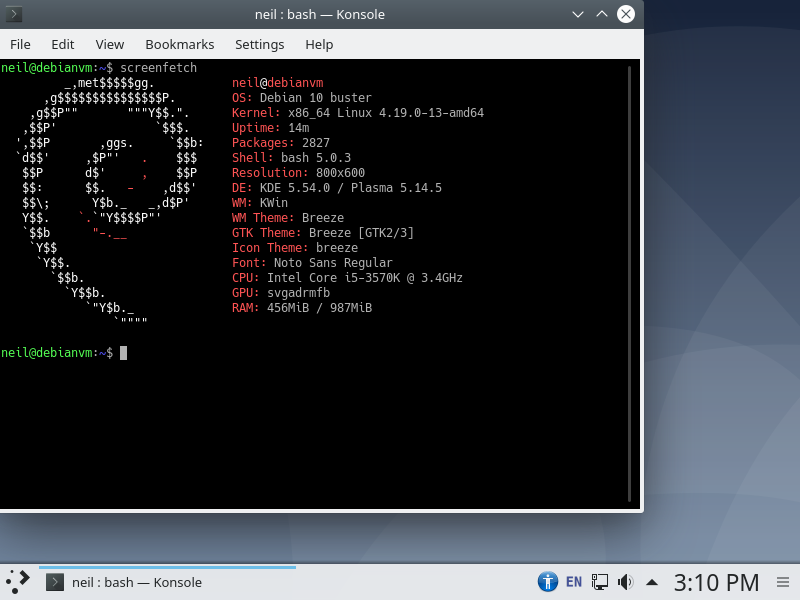 neil : bash — Konsole
File Edit View Bookmarks Settings Help
neil@debianvm:~$ screenfetch
         _,met$$$$$gg.           neil@debianvm
      ,g$$$$$$$$$$$$$$$P.        OS: Debian 10 buster
    ,g$$P""       """Y$$.".      Kernel: x86_64 Linux 4.19.0-13-amd64
   ,$$P'              `$$$.      Uptime: 14m
  ',$$P       ,ggs.     `$$b:    Packages: 2827
  `d$$'     ,$P"'   .    $$$     Shell: bash 5.0.3
   $$P      d$'     ,    $$P     Resolution: 800x600
   $$:      $$.   -    ,d$$'     DE: KDE 5.54.0 / Plasma 5.14.5
   $$\;      Y$b._   _,d$P'      WM: KWin
   Y$$.    `.`"Y$$$$P"'          WM Theme: Breeze
   `$$b      "-.__               GTK Theme: Breeze [GTK2/3]
    `Y$$                         Icon Theme: breeze
     `Y$$.                       Font: Noto Sans Regular
       `$$b.                     CPU: Intel Core i5-3570K @ 3.4GHz
         `Y$$b.                  GPU: svgadrmfb
            `"Y$b._              RAM: 456MiB / 987MiB
                `""""
neil@debianvm:~$
neil : bash — Konsole
EN
3:10 PM